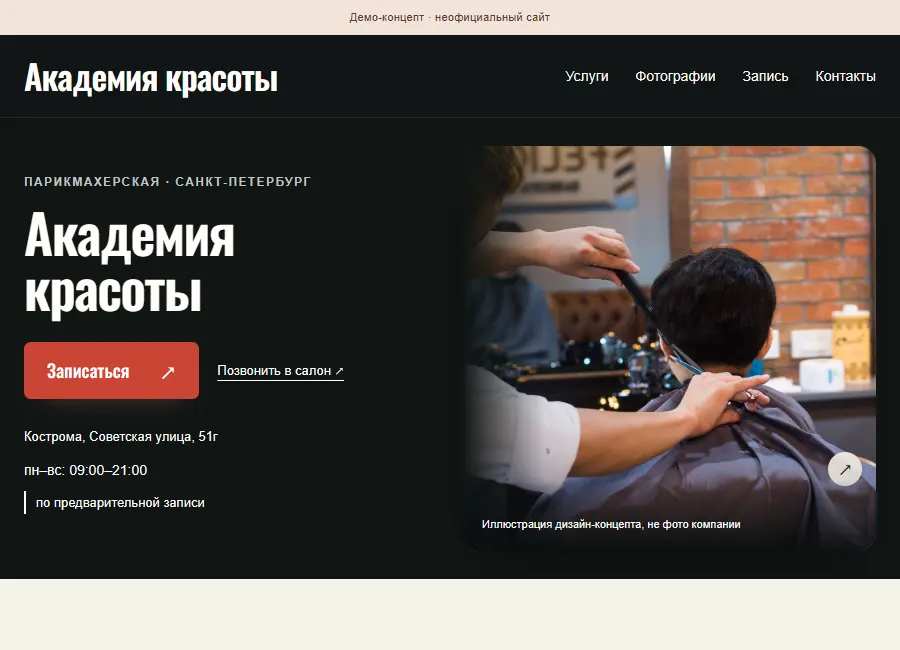 Демо-концепт · неофициальный сайт
Академия красоты
Услуги Фотографии Запись Контакты
ПАРИКМАХЕРСКАЯ · САНКТ-ПЕТЕРБУРГ
Академия
красоты
Записаться ↗
Позвонить в салон ↗
Кострома, Советская улица, 51г
пн–вс: 09:00–21:00
по предварительной записи
↗
Иллюстрация дизайн-концепта, не фото компании